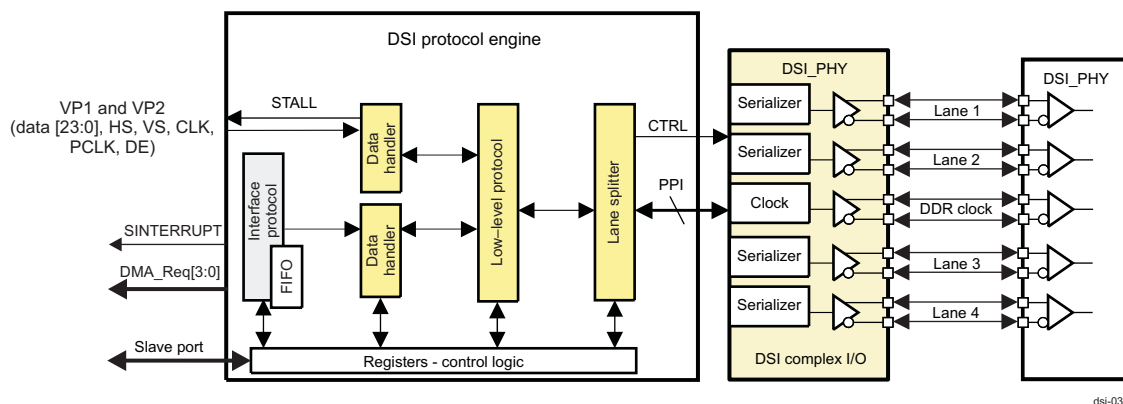 DSI protocol engine
VP1 and VP2
(data [23:0], HS, VS, CLK,
PCLK, DE)
STALL
SINTERRUPT
DMA_Req[3:0]
Slave port
Interface
protocol
FIFO
Data
handler
Data
handler
Low–level protocol
Lane splitter
Registers - control logic
CTRL
PPI
DSI_PHY
Serializer
Serializer
Clock
Serializer
Serializer
DSI complex I/O
Lane 1
Lane 2
DDR clock
Lane 3
Lane 4
DSI_PHY
dsi-03